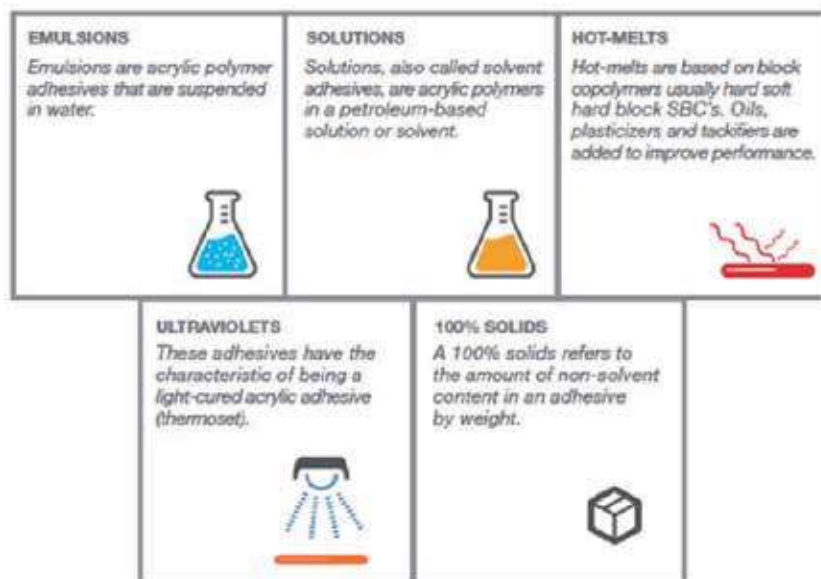 EMULSIONS
Emulsions are acrylic polymer
adhesives that are suspended
in water.
SOLUTIONS
Solutions, also called solvent
adhesives, are acrylic polymers
in a petroleum-based
solution or solvent.
HOT-MELTS
Hot-melts are based on block
copolymers usually hard soft
hard block SBC's. Oils,
plasticizers and tackifiers are
added to improve performance.
ULTRAVIOLETS
These adhesives have the
characteristic of being a
light-cured acrylic adhesive
(thermoset).
100% SOLIDS
A 100% solids refers to
the amount of non-solvent
content in an adhesive
by weight.